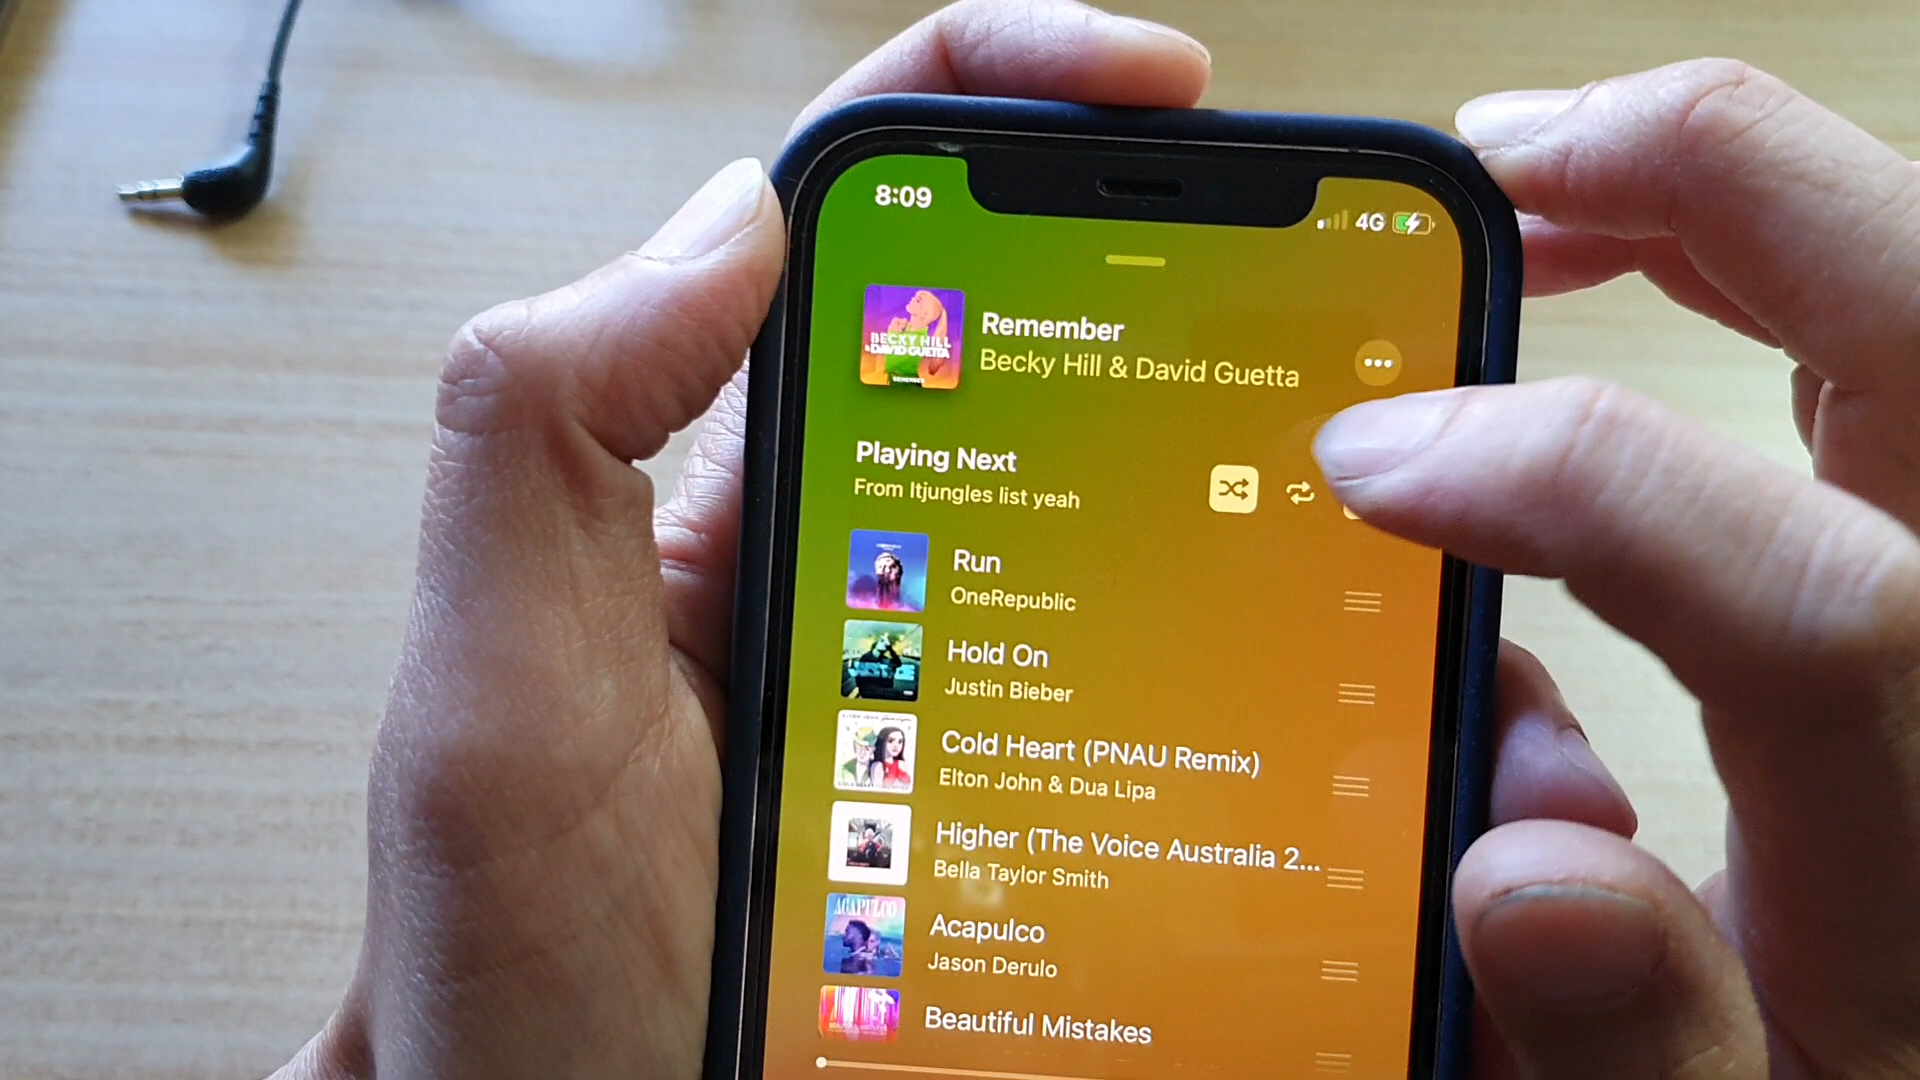 8:09
4G
BECKY HILL
& DAVID GUETTA
REMEMBER
Remember
Becky Hill & David Guetta
Playing Next
From Itjungles list yeah
Run
OneRepublic
Hold On
Justin Bieber
Cold Heart (PNAU Remix)
Elton John & Dua Lipa
Higher (The Voice Australia 2...
Bella Taylor Smith
ACAPULCO
Acapulco
Jason Derulo
Beautiful Mistakes